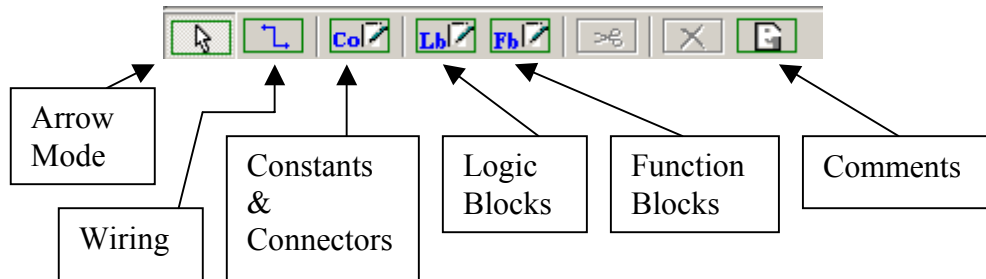 Co Lb Fb
Arrow
Mode
Wiring
Constants
&
Connectors
Logic
Blocks
Function
Blocks
Comments